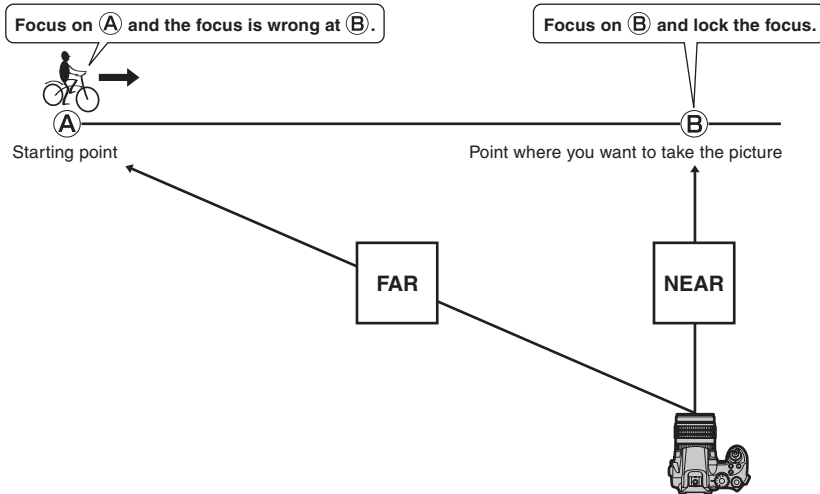 Focus on Ⓐ and the focus is wrong at Ⓑ.
Focus on Ⓑ and lock the focus.
Ⓐ
Ⓑ
Starting point
Point where you want to take the picture
FAR
NEAR